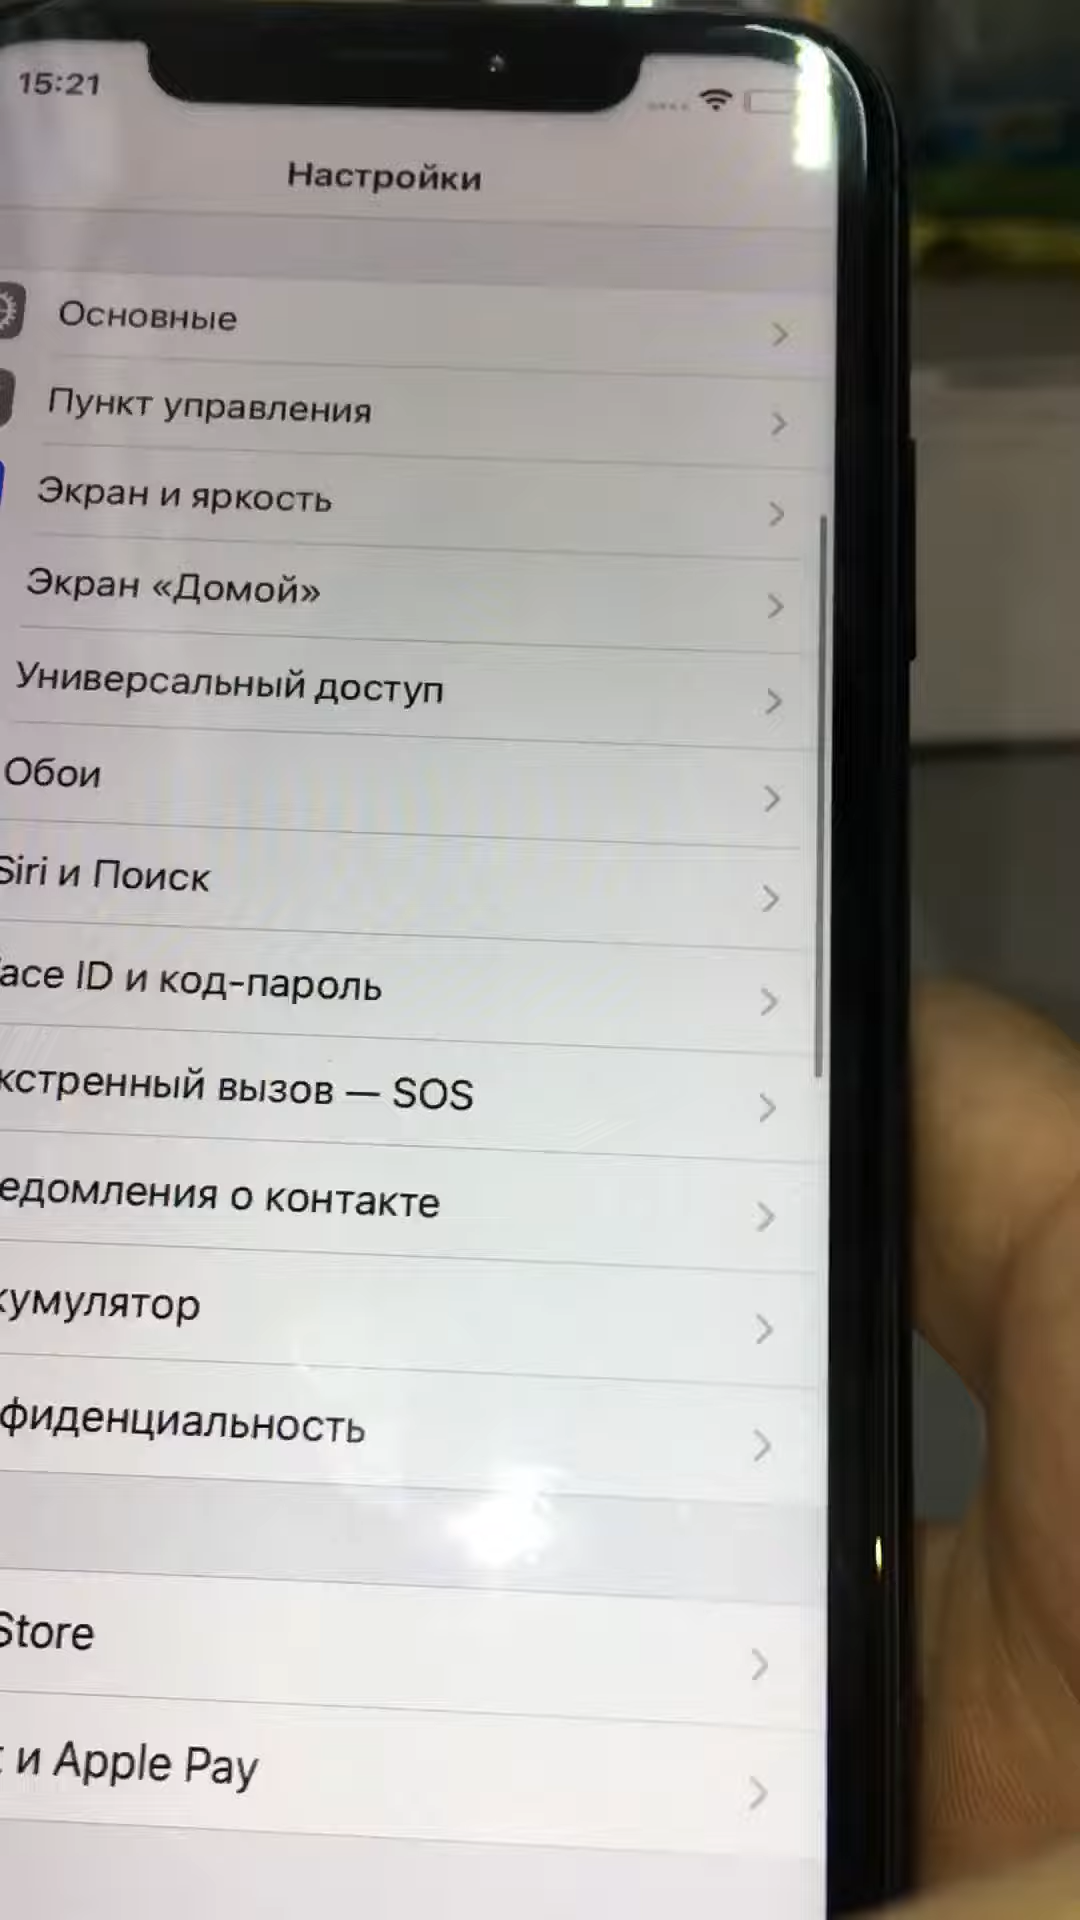 15:21
Настройки
Основные
Пункт управления
Экран и яркость
Экран «Домой»
Универсальный доступ
Обои
Siri и Поиск
ace ID и код-пароль
кстренный вызов — SOS
едомления о контакте
кумулятор
фиденциальность
Store
и Apple Pay